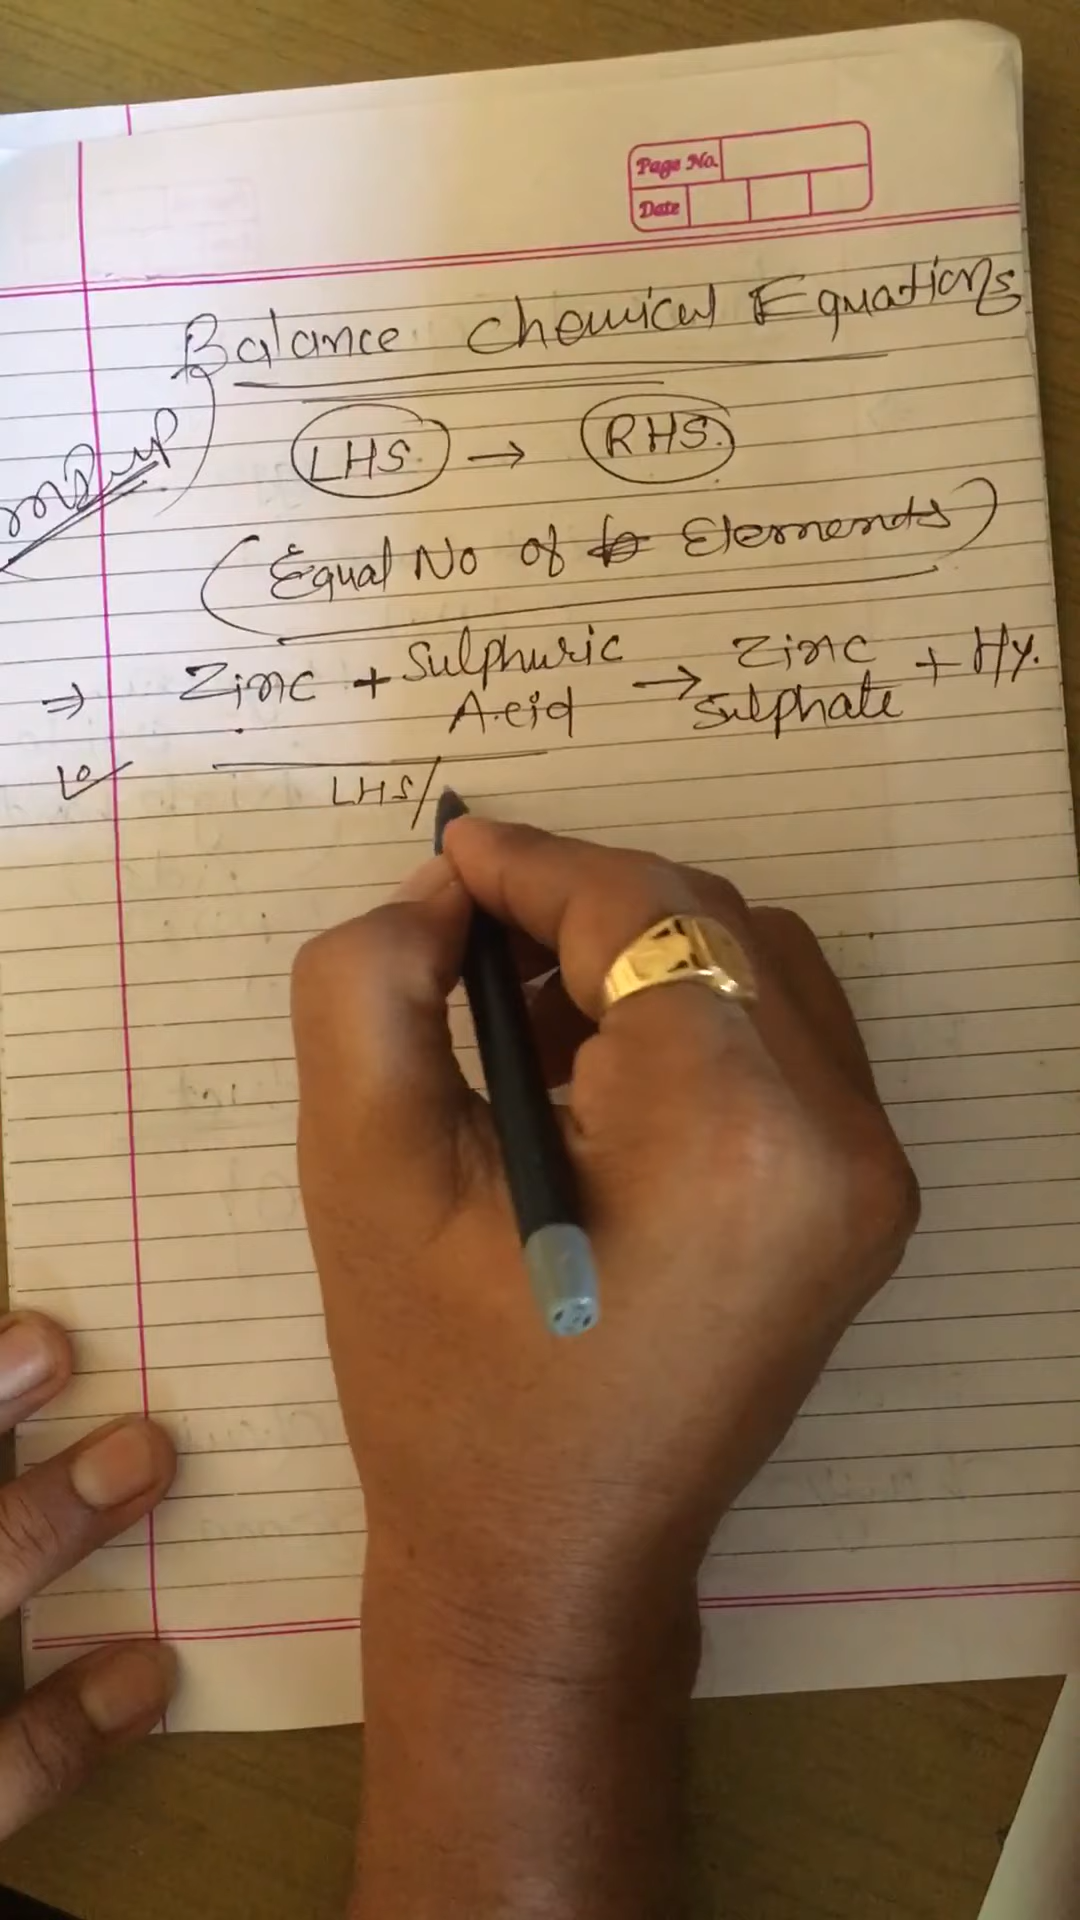 Page No.
Date
Balance Chemical Equations
LHS. → RHS.
(Equal No of Elements)
⇒ Zinc + Sulphuric Acid → Zinc Sulphate + Hy.
LHS/